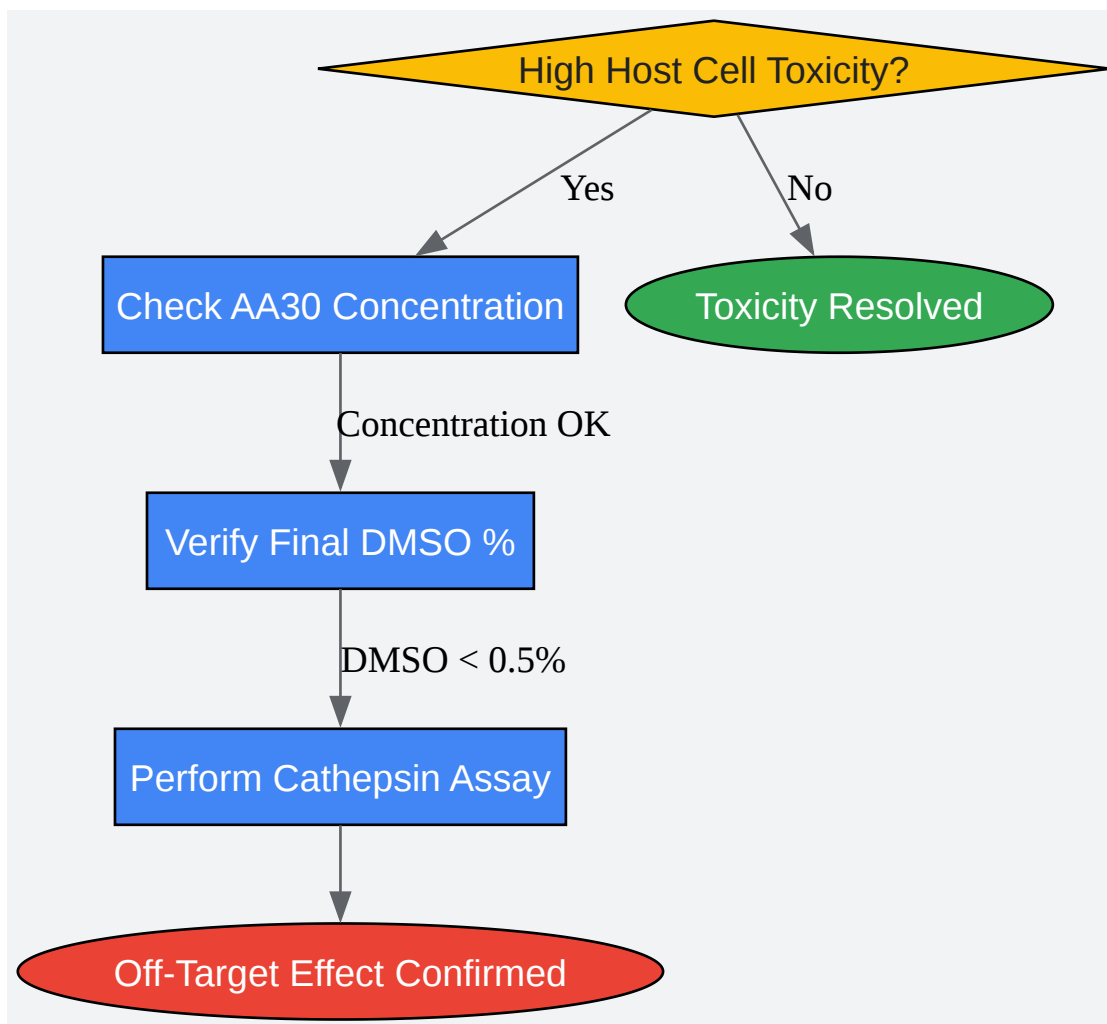 High Host Cell Toxicity?
Yes
No
Check AA30 Concentration
Toxicity Resolved
Concentration OK
Verify Final DMSO %
DMSO < 0.5%
Perform Cathepsin Assay
Off-Target Effect Confirmed